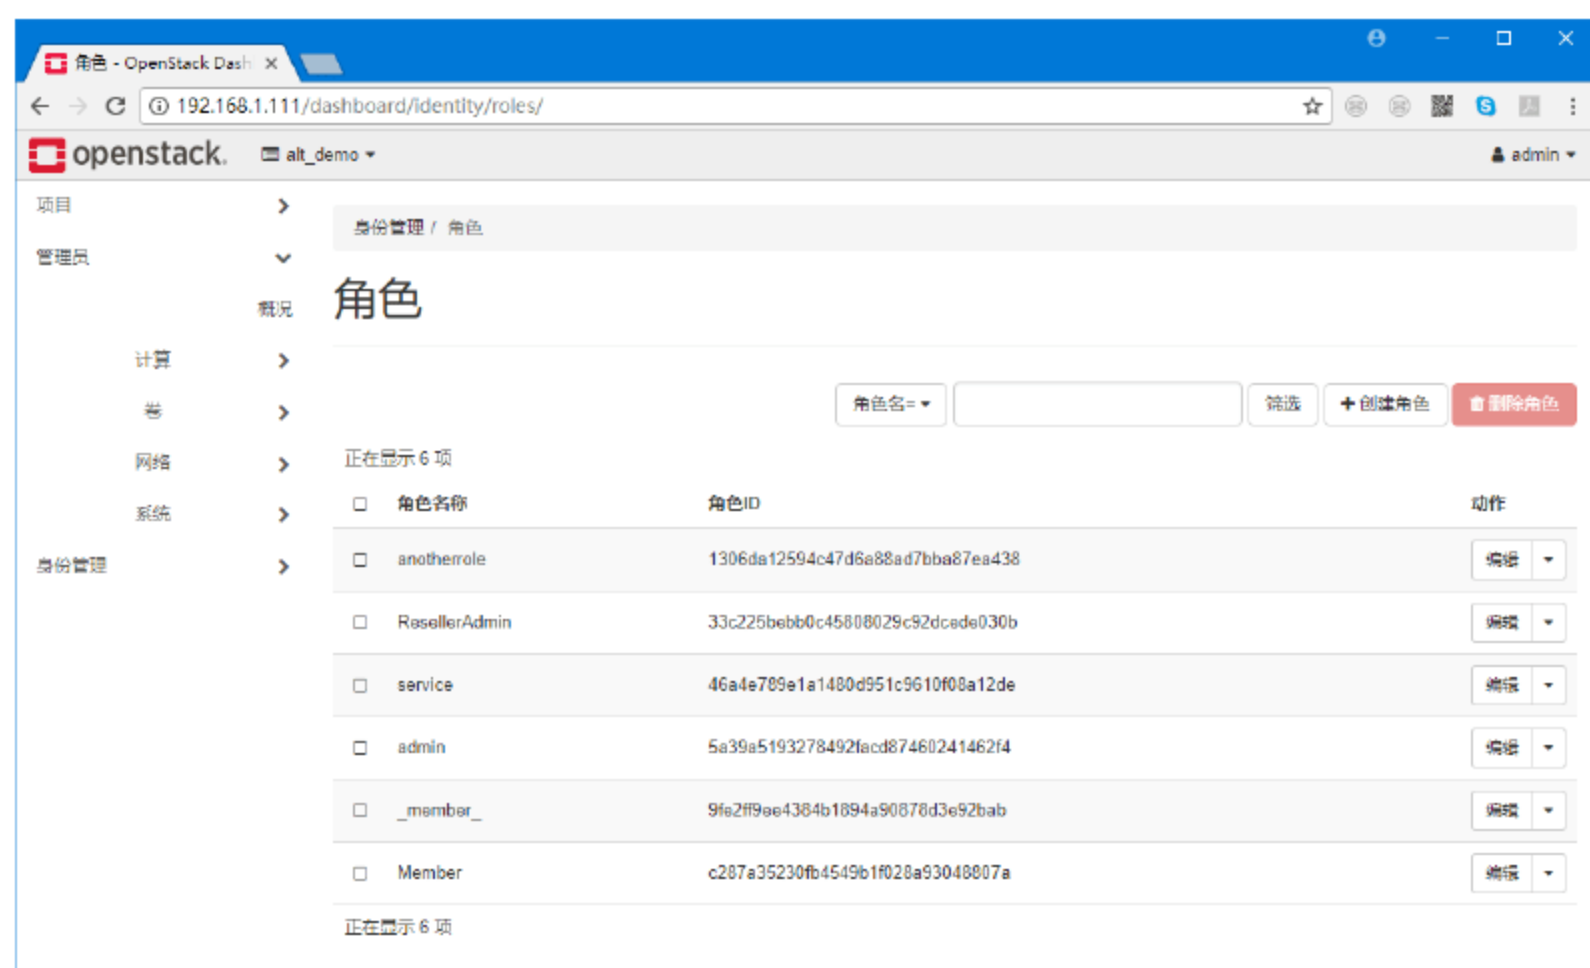 角色 - OpenStack Dash
192.168.1.111/dashboard/identity/roles/
openstack. alt_demo admin
项目
管理员
概况
计算
卷
网络
系统
身份管理
身份管理 / 角色
角色
角色名= 筛选 +创建角色 删除角色
正在显示 6 项
角色名称 角色ID 动作
anotherrole 1306da12594c47d6a88ad7bba87ea438 编辑
ResellerAdmin 33c225bebb0c45808029c92dcede030b 编辑
service 46a4e789e1a1480d951c9610f08a12de 编辑
admin 5a39a5193278492facd87460241462f4 编辑
_member_ 9fe2ff9ee4384b1894a90878d3e92bab 编辑
Member c287a35230fb4549b1f028a93048807a 编辑
正在显示 6 项